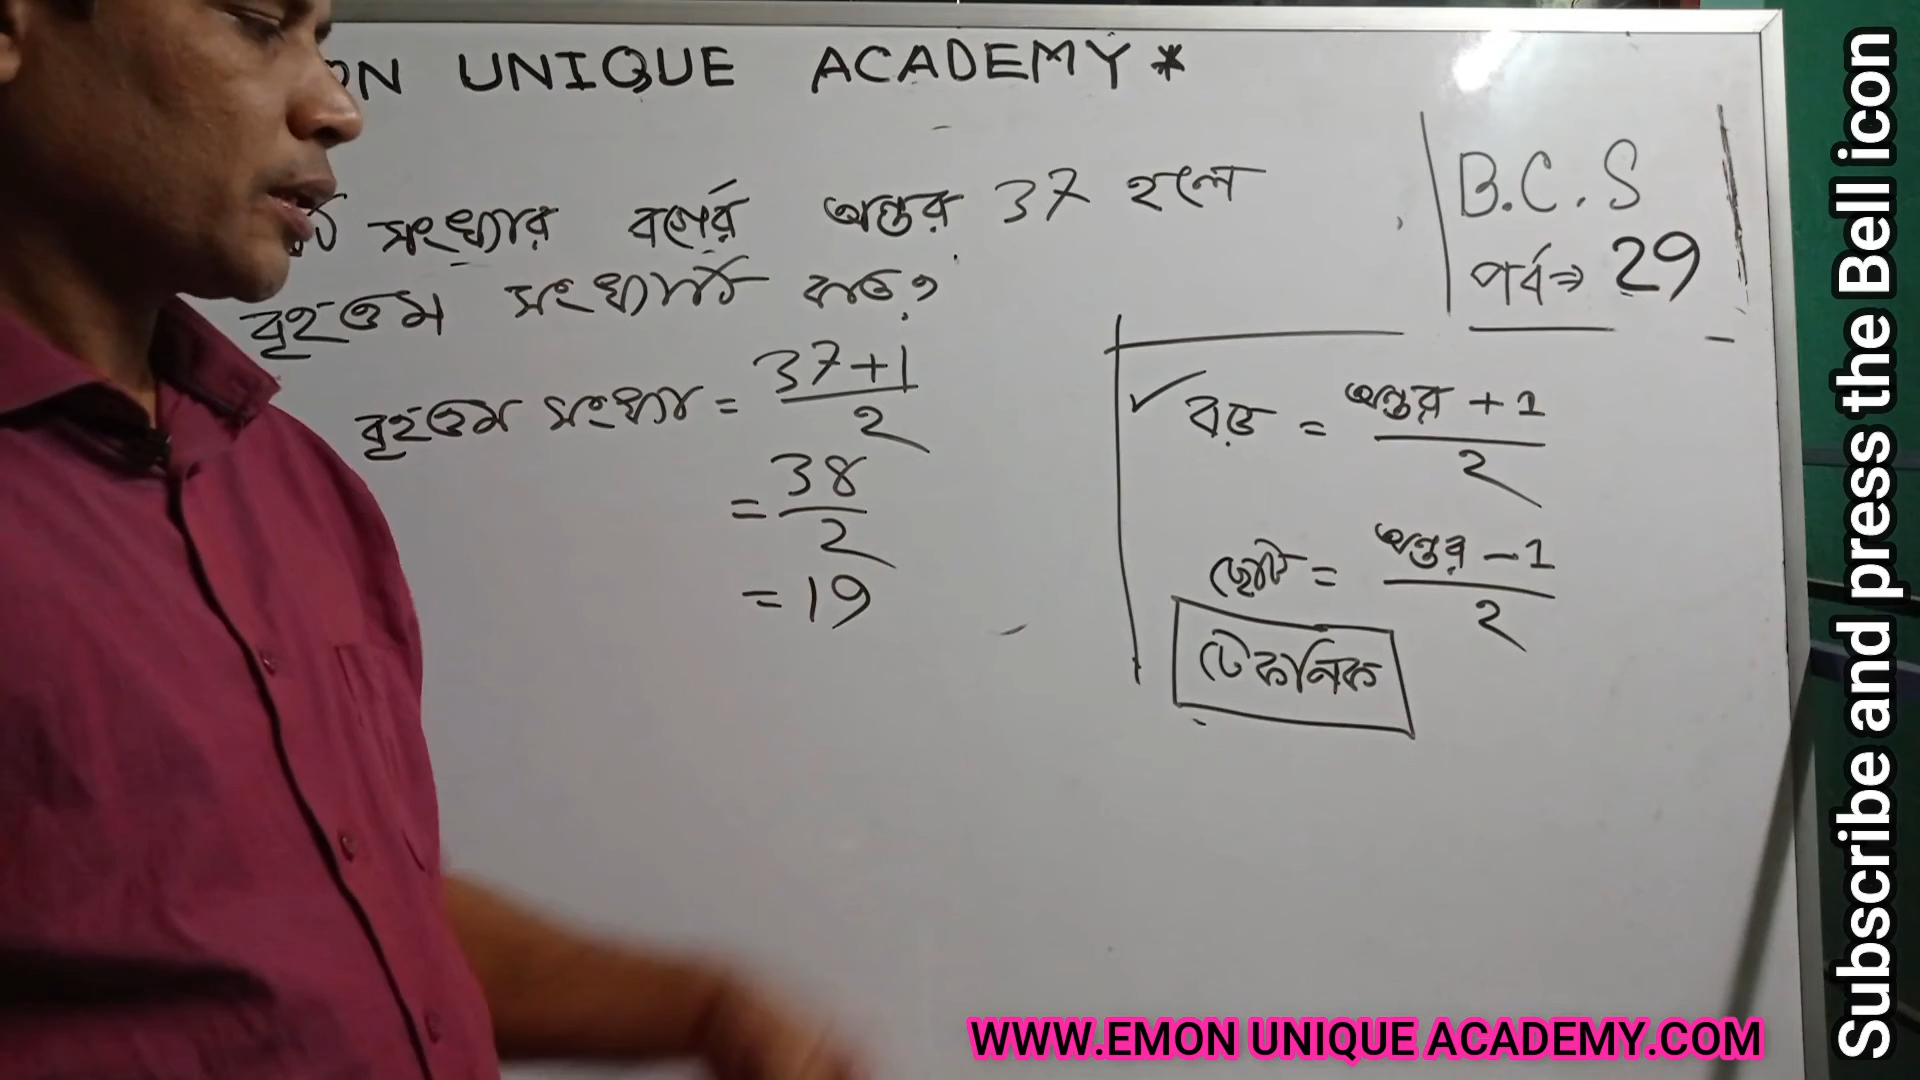 UNIQUE ACADEMY *
সংখ্যার বর্গের অন্তর 37 হলে
বৃহত্তম সংখ্যাটি কত?
বৃহত্তম সংখ্যা = 37+1
2
= 38
2
= 19
B.C.S
পর্ব⇒ 29
✓ বড় = অন্তর + 1
2
ছোট = অন্তর - 1
2
টেকনিক
WWW.EMON UNIQUE ACADEMY.COM
Subscribe and press the Bell icon